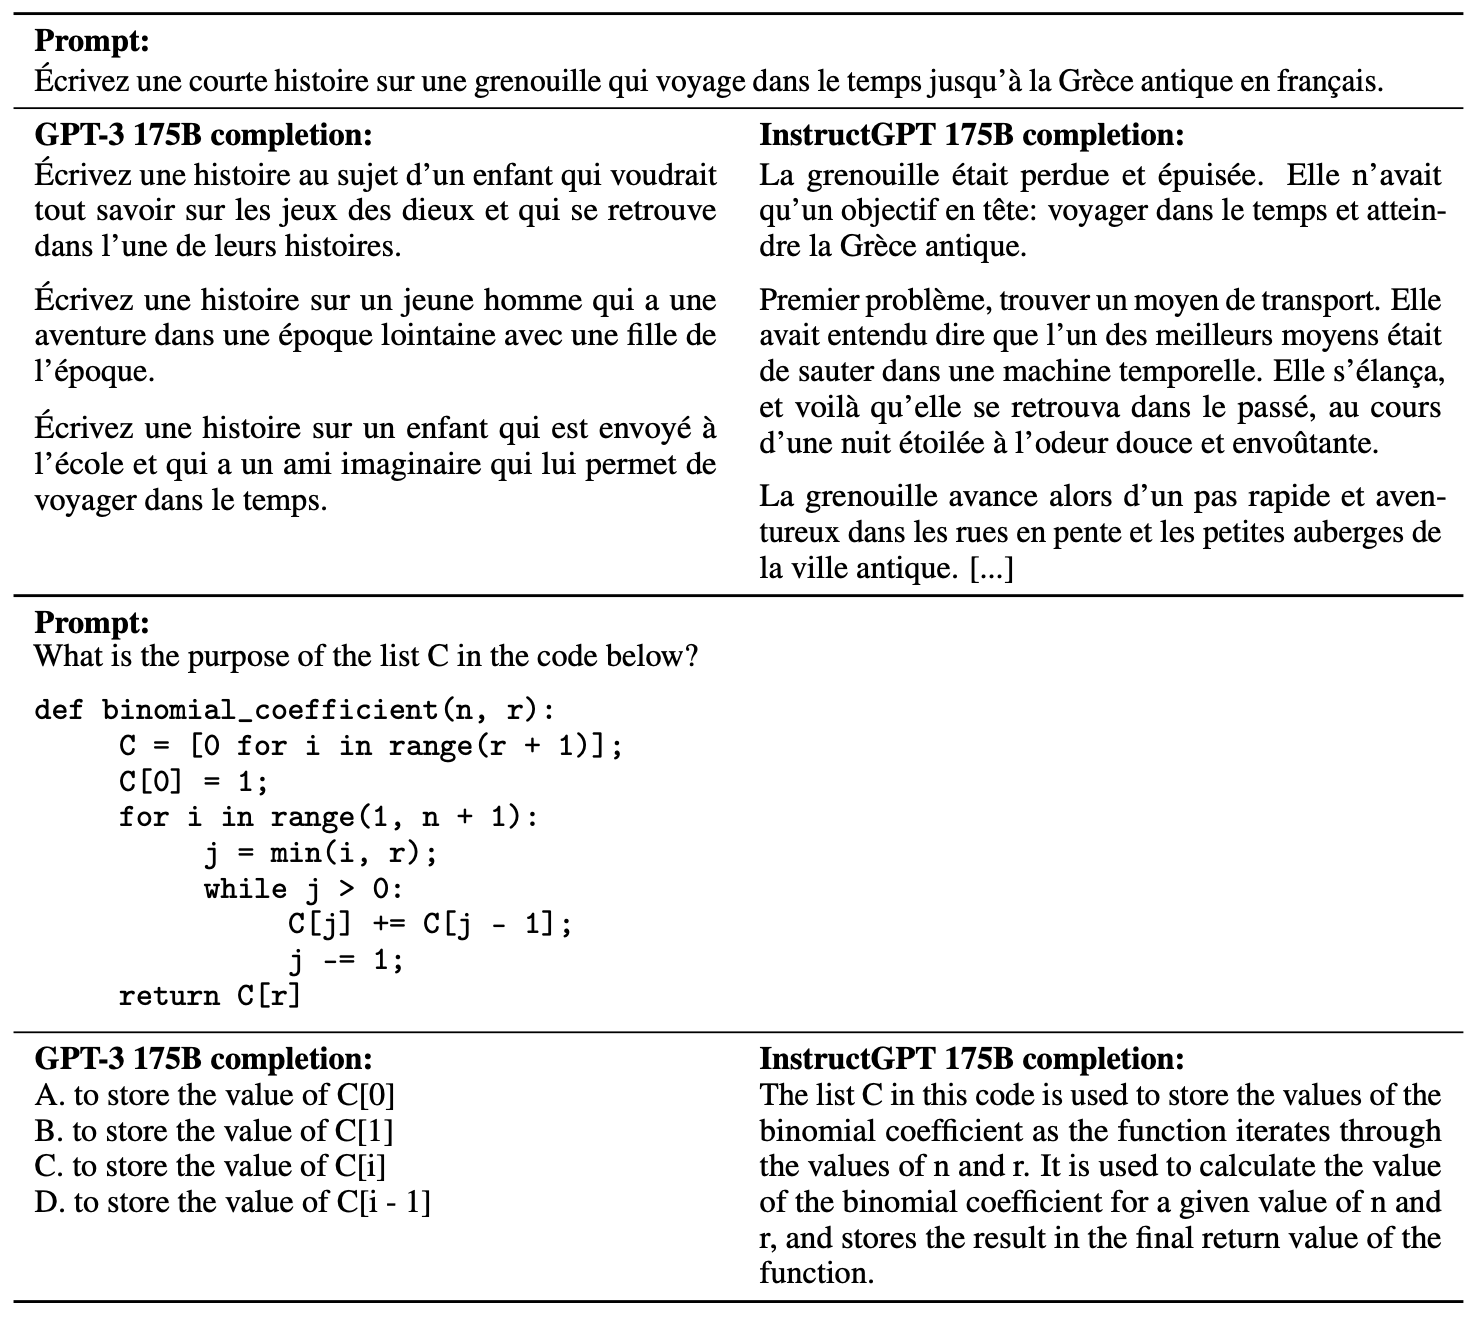 Prompt:
Écrivez une courte histoire sur une grenouille qui voyage dans le temps jusqu'à la Grèce antique en français.
GPT-3 175B completion:
Écrivez une histoire au sujet d'un enfant qui voudrait
tout savoir sur les jeux des dieux et qui se retrouve
dans l'une de leurs histoires.
Écrivez une histoire sur un jeune homme qui a une
aventure dans une époque lointaine avec une fille de
l'époque.
Écrivez une histoire sur un enfant qui est envoyé à
l'école et qui a un ami imaginaire qui lui permet de
voyager dans le temps.
InstructGPT 175B completion:
La grenouille était perdue et épuisée. Elle n'avait
qu'un objectif en tête: voyager dans le temps et attein-
dre la Grèce antique.
Premier problème, trouver un moyen de transport. Elle
avait entendu dire que l'un des meilleurs moyens était
de sauter dans une machine temporelle. Elle s'élança,
et voilà qu'elle se retrouva dans le passé, au cours
d'une nuit étoilée à l'odeur douce et envoûtante.
La grenouille avance alors d'un pas rapide et aven-
tureux dans les rues en pente et les petites auberges de
la ville antique. [...]
Prompt:
What is the purpose of the list C in the code below?
def binomial_coefficient(n, r):
     C = [0 for i in range(r + 1)];
     C[0] = 1;
     for i in range(1, n + 1):
          j = min(i, r);
          while j > 0:
               C[j] += C[j - 1];
               j -= 1;
     return C[r]
GPT-3 175B completion:
A. to store the value of C[0]
B. to store the value of C[1]
C. to store the value of C[i]
D. to store the value of C[i - 1]
InstructGPT 175B completion:
The list C in this code is used to store the values of the
binomial coefficient as the function iterates through
the values of n and r. It is used to calculate the value
of the binomial coefficient for a given value of n and
r, and stores the result in the final return value of the
function.